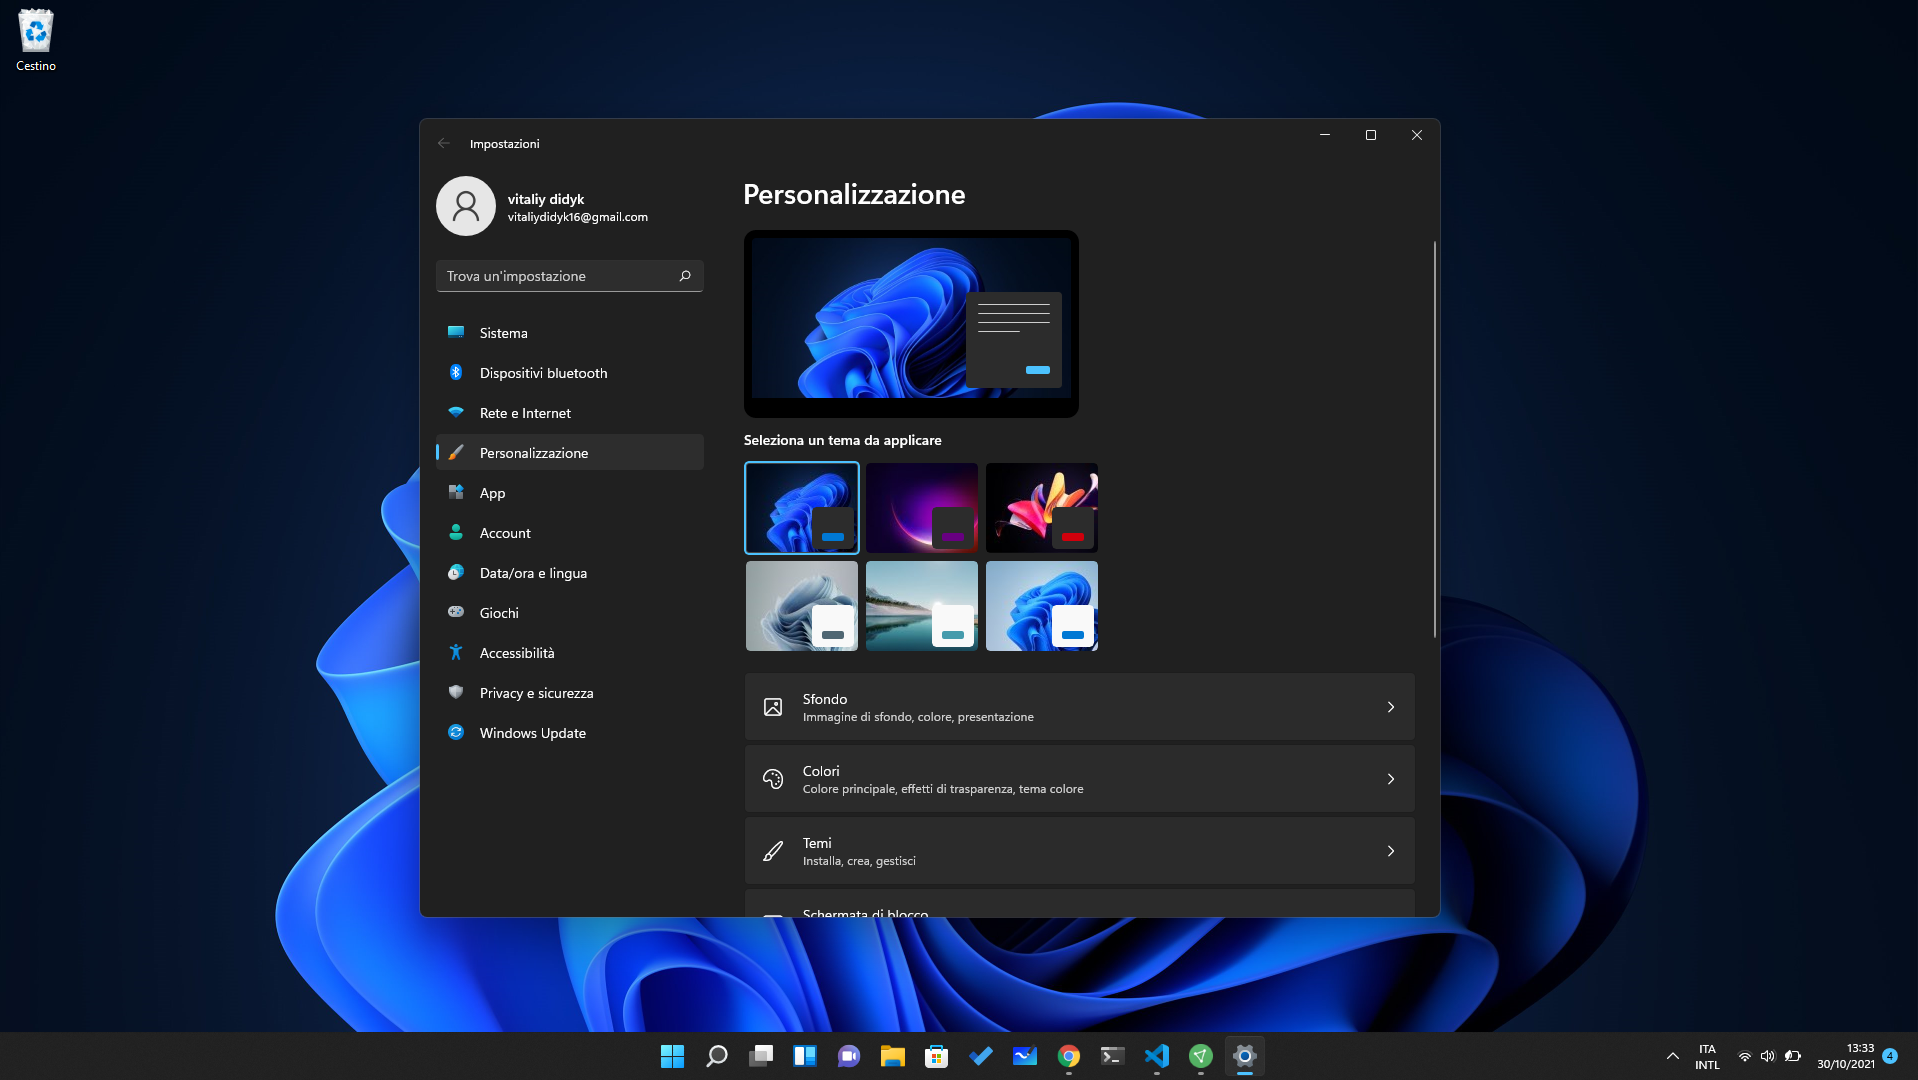 Cestino
Impostazioni
vitaliy didyk
vitaliydidyk16@gmail.com
Trova un'impostazione
Sistema
Dispositivi bluetooth
Rete e Internet
Personalizzazione
App
Account
Data/ora e lingua
Giochi
Accessibilità
Privacy e sicurezza
Windows Update
Personalizzazione
Seleziona un tema da applicare
Sfondo
Immagine di sfondo, colore, presentazione
Colori
Colore principale, effetti di trasparenza, tema colore
Temi
Installa, crea, gestisci
Schermata di blocco
ITA
INTL
13:33
30/10/2021
4